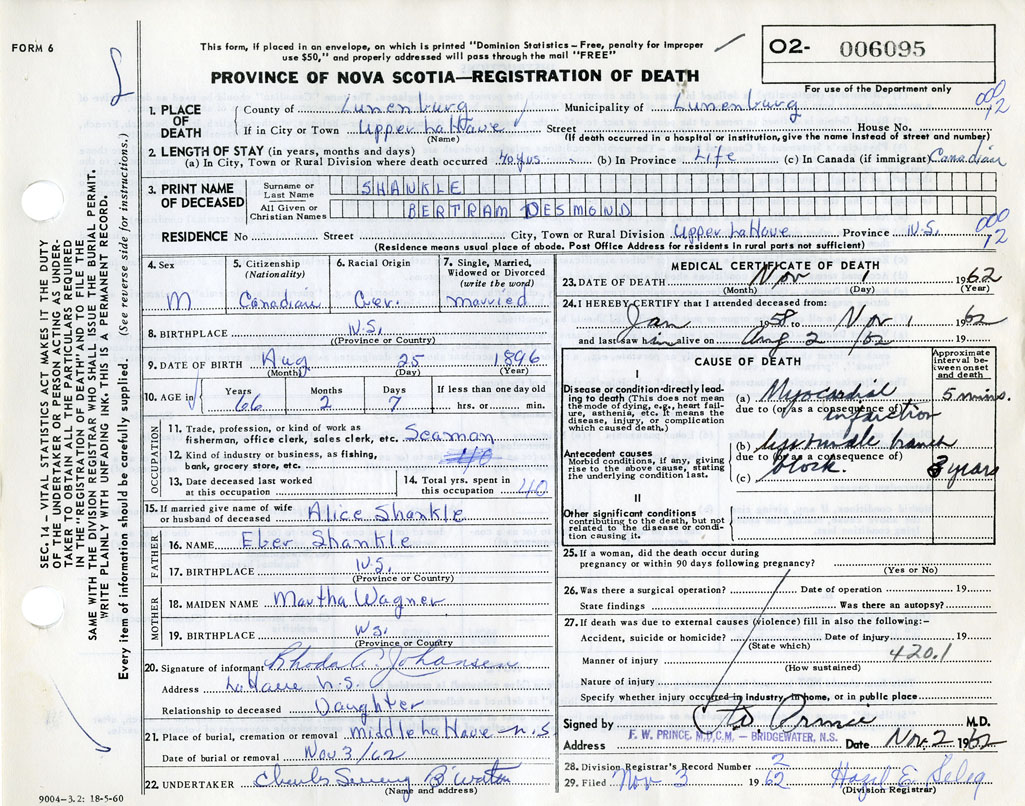 FORM 6
This form, if placed in an envelope, on which is printed "Dominion Statistics – Free, penalty for improper
use $50," and properly addressed will pass through the mail "FREE"
O2- 006095
For use of the Department only
PROVINCE OF NOVA SCOTIA—REGISTRATION OF DEATH
000
12
SEC. 14 – VITAL STATISTICS ACT MAKES IT THE DUTY
OF THE UNDERTAKER OR PERSON ACTING AS UNDER-
TAKER TO OBTAIN ALL THE PARTICULARS REQUIRED
IN THE "REGISTRATION OF DEATH" AND TO FILE THE
SAME WITH THE DIVISION REGISTRAR WHO SHALL ISSUE THE BURIAL PERMIT.
WRITE PLAINLY WITH UNFADING INK. THIS IS A PERMANENT RECORD.
Every item of information should be carefully supplied. (See reverse side for instructions.)
1. PLACE OF DEATH
County of Lunenburg Municipality of Lunenburg
If in City or Town Upper LaHave Street House No.
(Name) (If death occurred in a hospital or institution, give the name instead of street and number)
2. LENGTH OF STAY (in years, months and days)
(a) In City, Town or Rural Division where death occurred 40 yrs (b) In Province Life (c) In Canada (if immigrant) Canadian
3. PRINT NAME OF DECEASED
Surname or Last Name SHANKLE
All Given or Christian Names BERTRAM DESMOND
000
12
RESIDENCE No Street City, Town or Rural Division Upper LaHave Province N.S.
(Residence means usual place of abode. Post Office Address for residents in rural parts not sufficient)
4. Sex
M
5. Citizenship
(Nationality)
Canadian
6. Racial Origin
Ger.
7. Single, Married,
Widowed or Divorced
(write the word)
Married
8. BIRTHPLACE N.S.
(Province or Country)
9. DATE OF BIRTH Aug 25 1896
(Month) (Day) (Year)
10. AGE in
Years Months Days If less than one day old
66 2 7 hrs. or min.
OCCUPATION
11. Trade, profession, or kind of work as
fisherman, office clerk, sales clerk, etc. Seaman
12. Kind of industry or business, as fishing,
bank, grocery store, etc.
13. Date deceased last worked
at this occupation
14. Total yrs. spent in
this occupation 40
15. If married give name of wife
or husband of deceased Alice Shankle
FATHER
16. NAME Eber Shankle
17. BIRTHPLACE N.S.
(Province or Country)
MOTHER
18. MAIDEN NAME Martha Wagner
19. BIRTHPLACE N.S.
(Province or Country)
20. Signature of informant Rhoda A. Johansen
Address LaHave N.S.
Relationship to deceased Daughter
21. Place of burial, cremation or removal Middle LaHave N.S
Date of burial or removal Nov 3/62
22. UNDERTAKER
(Name and address)
9004-3.2: 18-5-60
MEDICAL CERTIFICATE OF DEATH
23. DATE OF DEATH Nov 1 1962
(Month) (Day) (Year)
24. I HEREBY CERTIFY that I attended deceased from:
Jan 1958 to Nov 1 1962
and last saw him alive on Aug 2 /62 19
CAUSE OF DEATH
Approximate
interval between
onset
and death
I
Disease or condition directly lead-
ing to death (This does not mean
the mode of dying, e.g., heart fail-
ure, asthenia, etc. It means the
disease, injury, or complication
which caused death.)
(a) Myocardial 5 mins.
due to (or as a consequence of)
infarction
Antecedent causes
Morbid conditions, if any, giving
rise to the above cause, stating
the underlying condition last.
(b) bundle branch
due to (or as a consequence of)
block.
(c) 3 years
II
Other significant conditions
contributing to the death, but not
related to the disease or condi-
tion causing it.
25. If a woman, did the death occur during
pregnancy or within 90 days following pregnancy?
(Yes or No)
26. Was there a surgical operation? Date of operation 19
State findings Was there an autopsy?
27. If death was due to external causes (violence) fill in also the following:–
Accident, suicide or homicide? Date of injury 19
(State which)
420.1
Manner of injury
(How sustained)
Nature of injury
Specify whether injury occurred in industry, in home, or in public place
Signed by Prince M.D.
F. W. PRINCE, M.D,C.M, — BRIDGEWATER, N.S.
Address Date Nov. 2 1962
28. Division Registrar's Record Number 2
29. Filed Nov 3 1962 Hazel E Selig
(Division Registrar)